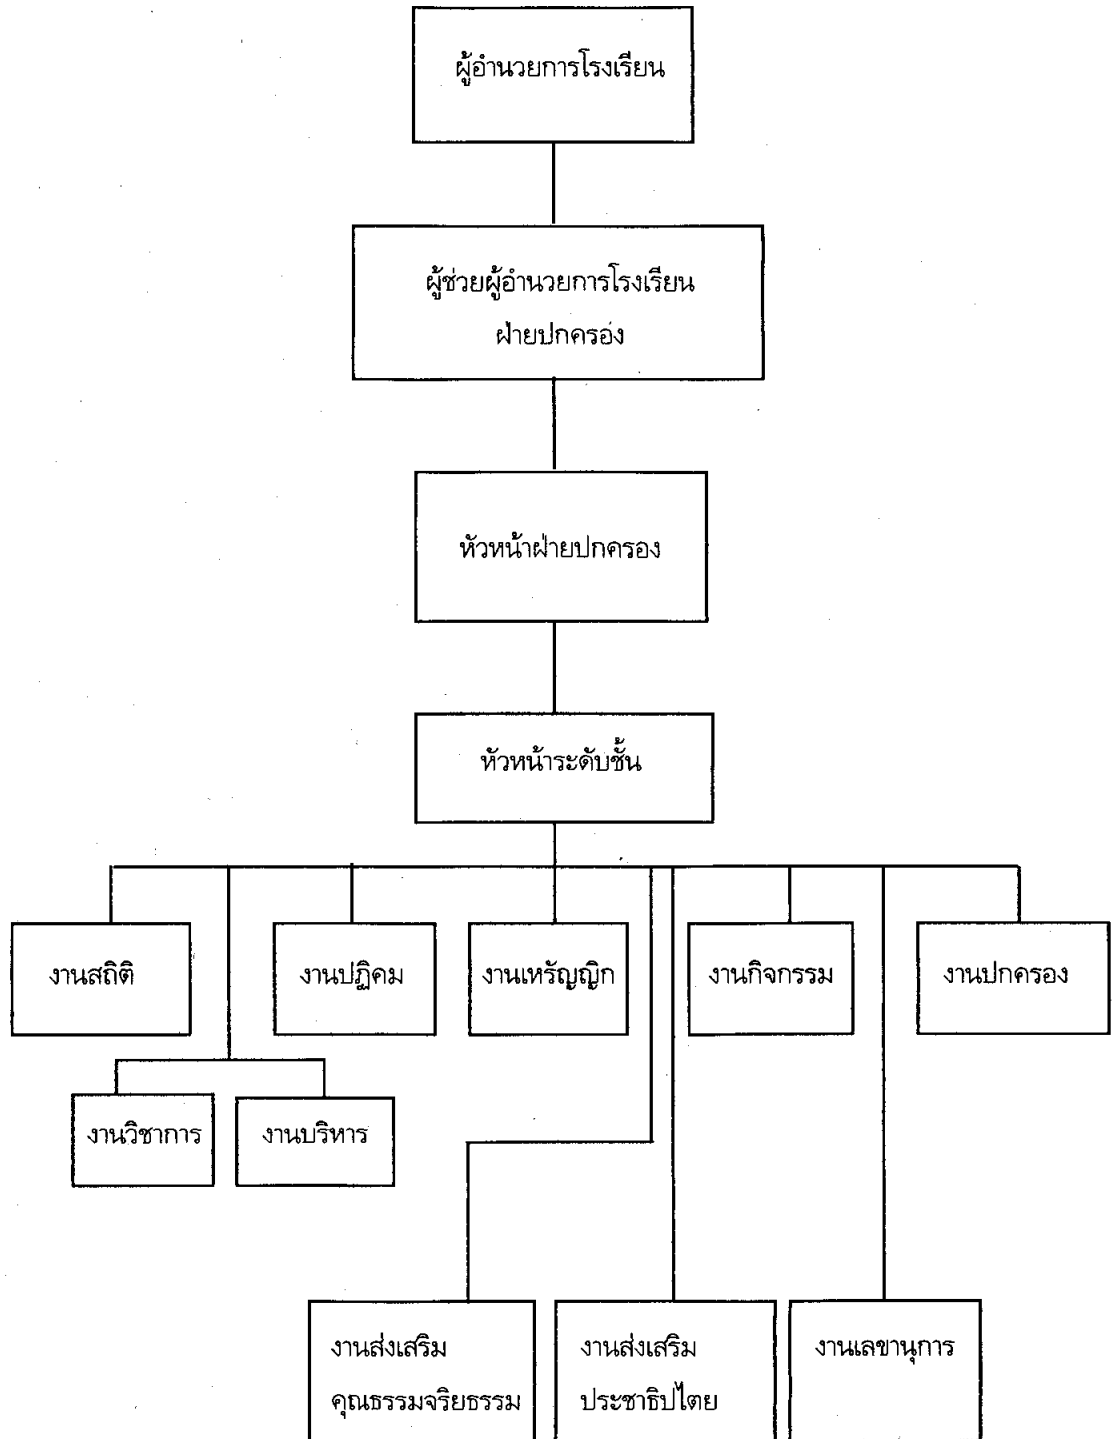 ผู้อำนวยการโรงเรียน
ผู้ช่วยผู้อำนวยการโรงเรียน
ฝ่ายปกครอง
หัวหน้าฝ่ายปกครอง
หัวหน้าระดับชั้น
งานสถิติ
งานปฏิคม
งานเหรัญญิก
งานกิจกรรม
งานปกครอง
งานวิชาการ
งานบริหาร
งานส่งเสริม
คุณธรรมจริยธรรม
งานส่งเสริม
ประชาธิปไตย
งานเลขานุการ